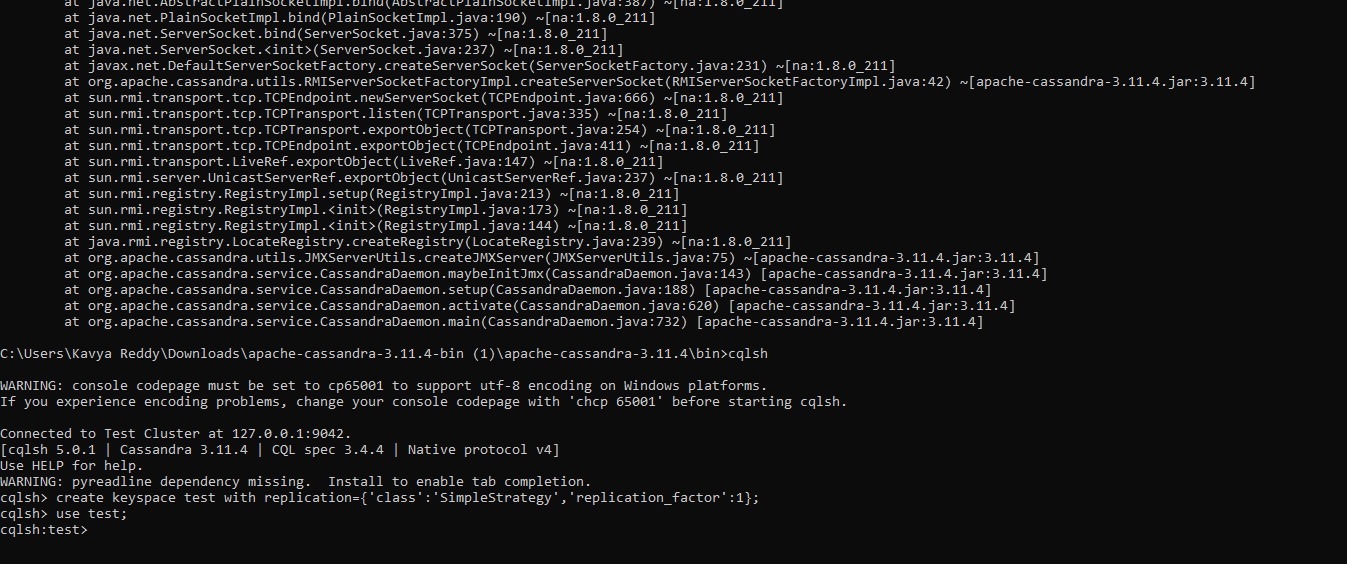 at java.net.AbstractPlainSocketImpl.bind(AbstractPlainSocketImpl.java:387) ~[na:1.8.0_211]
at java.net.PlainSocketImpl.bind(PlainSocketImpl.java:190) ~[na:1.8.0_211]
at java.net.ServerSocket.bind(ServerSocket.java:375) ~[na:1.8.0_211]
at java.net.ServerSocket.<init>(ServerSocket.java:237) ~[na:1.8.0_211]
at javax.net.DefaultServerSocketFactory.createServerSocket(ServerSocketFactory.java:231) ~[na:1.8.0_211]
at org.apache.cassandra.utils.RMIServerSocketFactoryImpl.createServerSocket(RMIServerSocketFactoryImpl.java:42) ~[apache-cassandra-3.11.4.jar:3.11.4]
at sun.rmi.transport.tcp.TCPEndpoint.newServerSocket(TCPEndpoint.java:666) ~[na:1.8.0_211]
at sun.rmi.transport.tcp.TCPTransport.listen(TCPTransport.java:335) ~[na:1.8.0_211]
at sun.rmi.transport.tcp.TCPTransport.exportObject(TCPTransport.java:254) ~[na:1.8.0_211]
at sun.rmi.transport.tcp.TCPEndpoint.exportObject(TCPEndpoint.java:411) ~[na:1.8.0_211]
at sun.rmi.transport.LiveRef.exportObject(LiveRef.java:147) ~[na:1.8.0_211]
at sun.rmi.server.UnicastServerRef.exportObject(UnicastServerRef.java:237) ~[na:1.8.0_211]
at sun.rmi.registry.RegistryImpl.setup(RegistryImpl.java:213) ~[na:1.8.0_211]
at sun.rmi.registry.RegistryImpl.<init>(RegistryImpl.java:173) ~[na:1.8.0_211]
at sun.rmi.registry.RegistryImpl.<init>(RegistryImpl.java:144) ~[na:1.8.0_211]
at java.rmi.registry.LocateRegistry.createRegistry(LocateRegistry.java:239) ~[na:1.8.0_211]
at org.apache.cassandra.utils.JMXServerUtils.createJMXServer(JMXServerUtils.java:75) ~[apache-cassandra-3.11.4.jar:3.11.4]
at org.apache.cassandra.service.CassandraDaemon.maybeInitJmx(CassandraDaemon.java:143) [apache-cassandra-3.11.4.jar:3.11.4]
at org.apache.cassandra.service.CassandraDaemon.setup(CassandraDaemon.java:188) [apache-cassandra-3.11.4.jar:3.11.4]
at org.apache.cassandra.service.CassandraDaemon.activate(CassandraDaemon.java:620) [apache-cassandra-3.11.4.jar:3.11.4]
at org.apache.cassandra.service.CassandraDaemon.main(CassandraDaemon.java:732) [apache-cassandra-3.11.4.jar:3.11.4]
C:\Users\Kavya Reddy\Downloads\apache-cassandra-3.11.4-bin (1)\apache-cassandra-3.11.4\bin>cqlsh
WARNING: console codepage must be set to cp65001 to support utf-8 encoding on Windows platforms.
If you experience encoding problems, change your console codepage with 'chcp 65001' before starting cqlsh.
Connected to Test Cluster at 127.0.0.1:9042.
[cqlsh 5.0.1 | Cassandra 3.11.4 | CQL spec 3.4.4 | Native protocol v4]
Use HELP for help.
WARNING: pyreadline dependency missing.  Install to enable tab completion.
cqlsh> create keyspace test with replication={'class':'SimpleStrategy','replication_factor':1};
cqlsh> use test;
cqlsh:test>